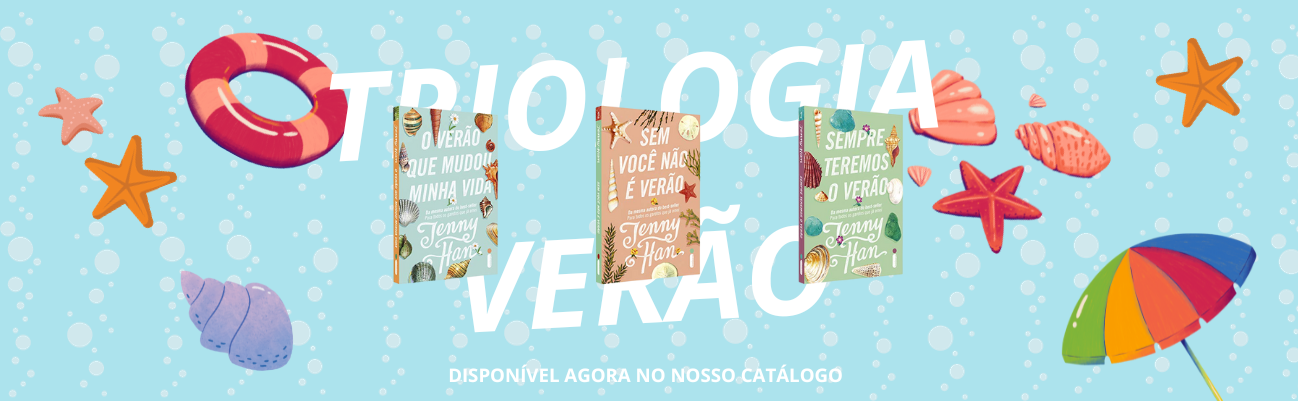 TRIOLOGIA
O VERÃO
QUE MUDOU
MINHA VIDA
Jenny
Han
SEM
VOCÊ NÃO
É VERÃO
Jenny
Han
SEMPRE
TEREMOS
O VERÃO
Jenny
Han
VERÃO
DISPONÍVEL AGORA NO NOSSO CATÁLOGO